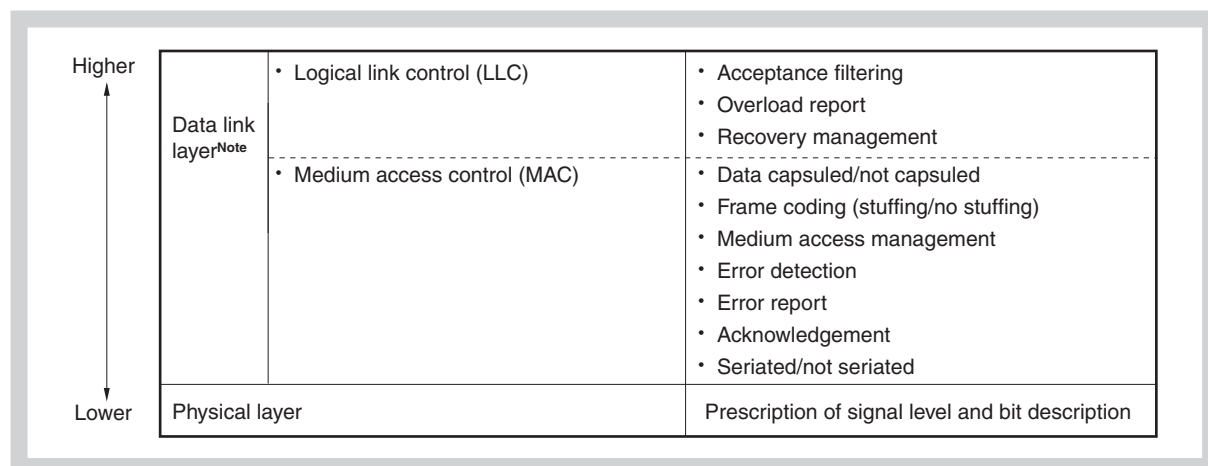 Higher
Data link
layerNote
• Logical link control (LLC)
• Acceptance filtering
• Overload report
• Recovery management
• Medium access control (MAC)
• Data capsuled/not capsuled
• Frame coding (stuffing/no stuffing)
• Medium access management
• Error detection
• Error report
• Acknowledgement
• Seriated/not seriated
Lower
Physical layer
Prescription of signal level and bit description